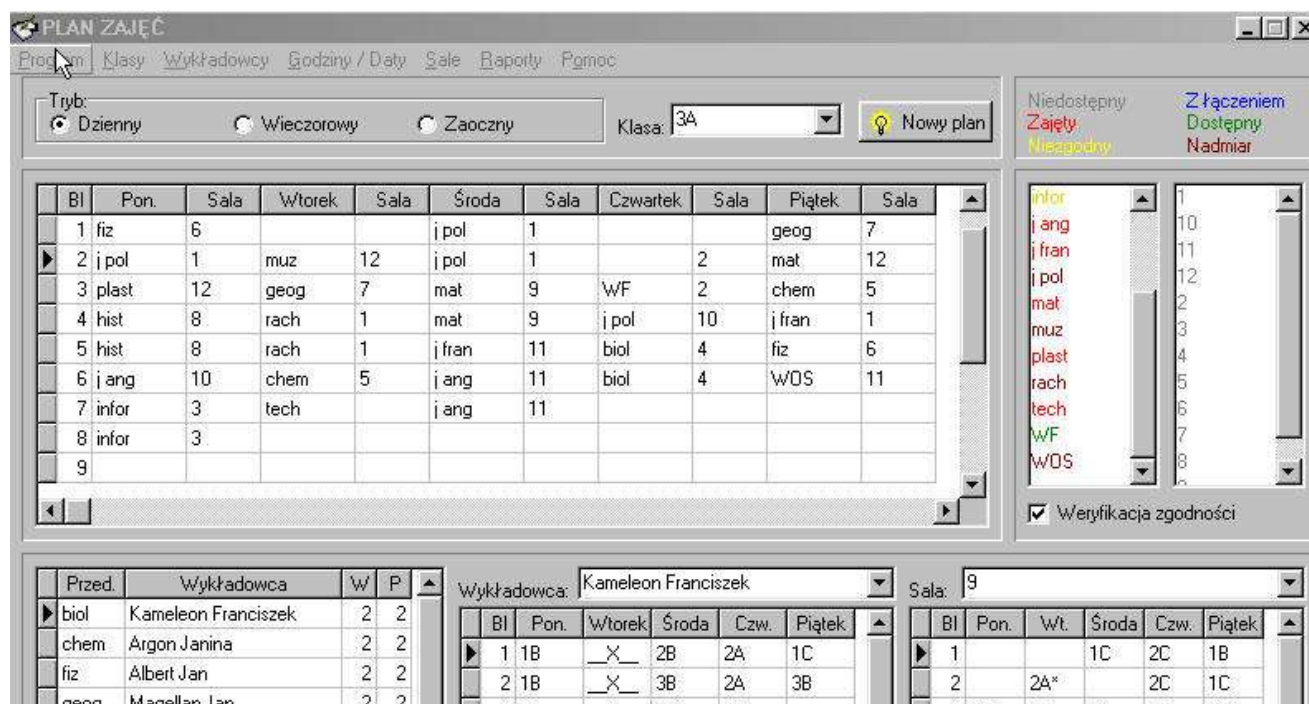 PLAN ZAJĘĆ
Program Klasy Wykładowcy Godziny / Daty Sale Raporty Pomoc
Tryb:
Dzienny Wieczorowy Zaoczny Klasa: 3A Nowy plan
Niedostępny Z łączeniem
Zajęty Dostępny
Niezgodny Nadmiar
Bl Pon. Sala Wtorek Sala Środa Sala Czwartek Sala Piątek Sala
1 fiz 6 j pol 1 geog 7
2 j pol 1 muz 12 j pol 1 2 mat 12
3 plast 12 geog 7 mat 9 WF 2 chem 5
4 hist 8 rach 1 mat 9 j pol 10 j fran 1
5 hist 8 rach 1 j fran 11 biol 4 fiz 6
6 j ang 10 chem 5 j ang 11 biol 4 WOS 11
7 infor 3 tech j ang 11
8 infor 3
9
infor 1
j ang 10
j fran 11
j pol 12
mat 2
muz 3
plast 4
rach 5
tech 6
WF 7
WOS 8
Weryfikacja zgodności
Przed. Wykładowca W P
biol Kameleon Franciszek 2 2
chem Argon Janina 2 2
fiz Albert Jan 2 2
geog Magellan Jan 2 2
Wykładowca: Kameleon Franciszek
Bl Pon. Wtorek Środa Czw. Piątek
1 1B __X__ 2B 2A 1C
2 1B __X__ 3B 2A 3B
Sala: 9
Bl Pon. Wt. Środa Czw. Piątek
1 1C 2C 1B
2 2A* 2C 1C